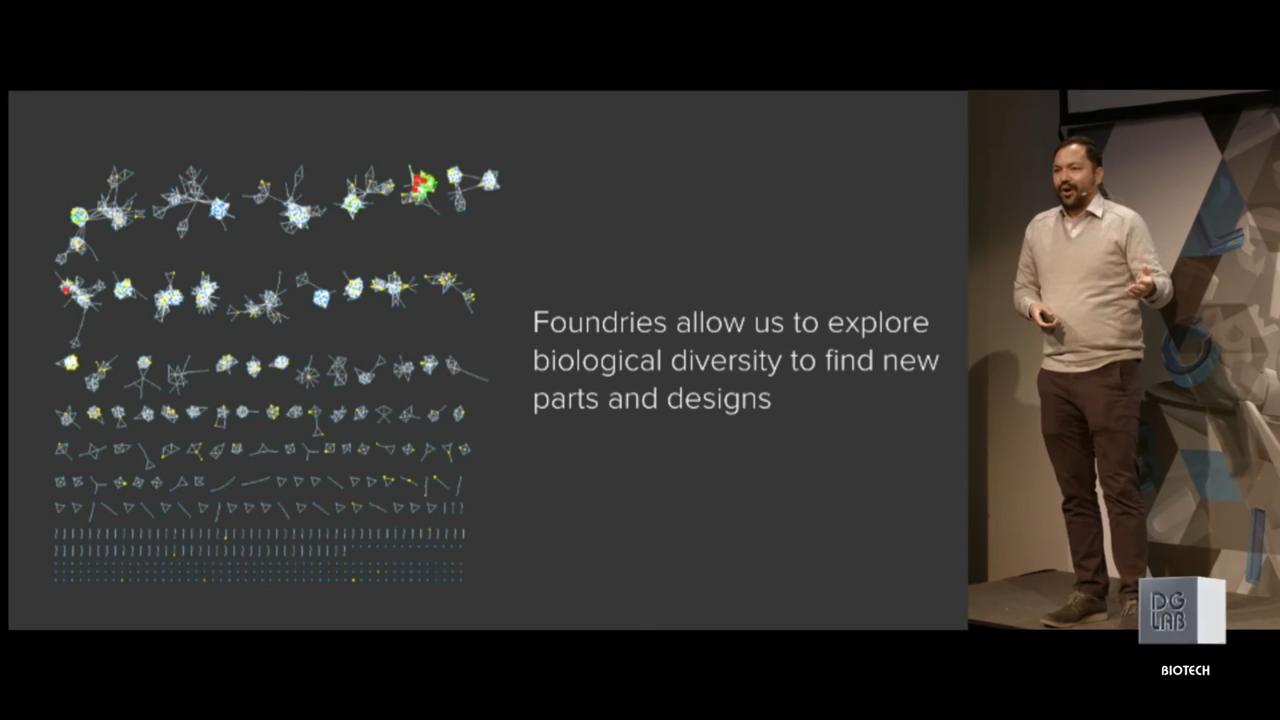 Foundries allow us to explore
biological diversity to find new
parts and designs
DG
LAB
BIOTECH